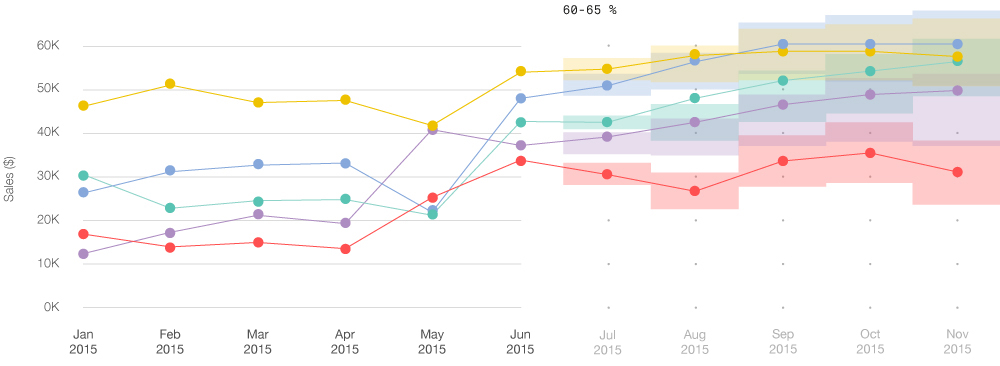 60-65 %
60K
50K
40K
30K
20K
10K
0K
Sales ($)
Jan Feb Mar Apr May Jun Jul Aug Sep Oct Nov
2015 2015 2015 2015 2015 2015 2015 2015 2015 2015 2015